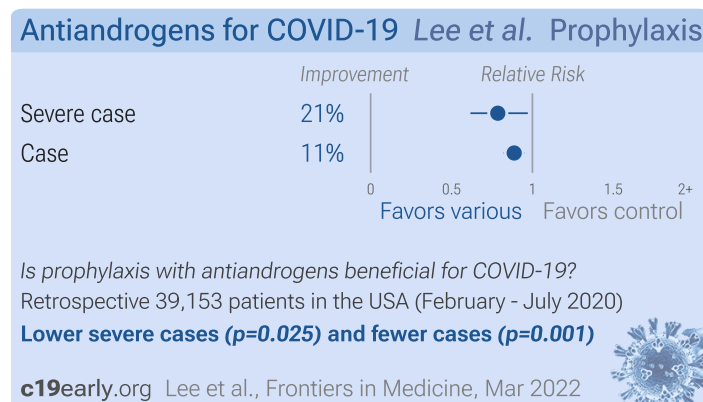 Antiandrogens for COVID-19 Lee et al. Prophylaxis
Improvement Relative Risk
Severe case 21%
Case 11%
0 0.5 1 1.5 2+
Favors various Favors control
Is prophylaxis with antiandrogens beneficial for COVID-19?
Retrospective 39,153 patients in the USA (February - July 2020)
Lower severe cases (p=0.025) and fewer cases (p=0.001)
c19early.org Lee et al., Frontiers in Medicine, Mar 2022